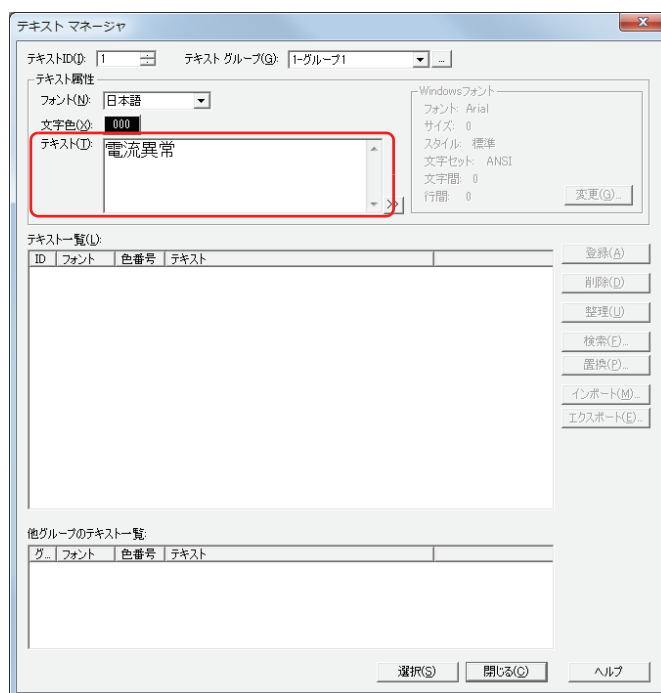 テキスト マネージャ
テキストID(I): 1 テキスト グループ(G): 1-グループ1 ...
テキスト属性
フォント(N): 日本語
文字色(X): 000
テキスト(T): 電流異常
>>
Windowsフォント
フォント: Arial
サイズ: 0
スタイル: 標準
文字セット: ANSI
文字間: 0
行間: 0
変更(G)...
テキスト一覧(L):
ID フォント 色番号 テキスト
登録(A)
削除(D)
整理(U)
検索(F)...
置換(P)...
インポート(M)...
エクスポート(E)...
他グループのテキスト一覧:
グ... フォント 色番号 テキスト
選択(S) 閉じる(C) ヘルプ